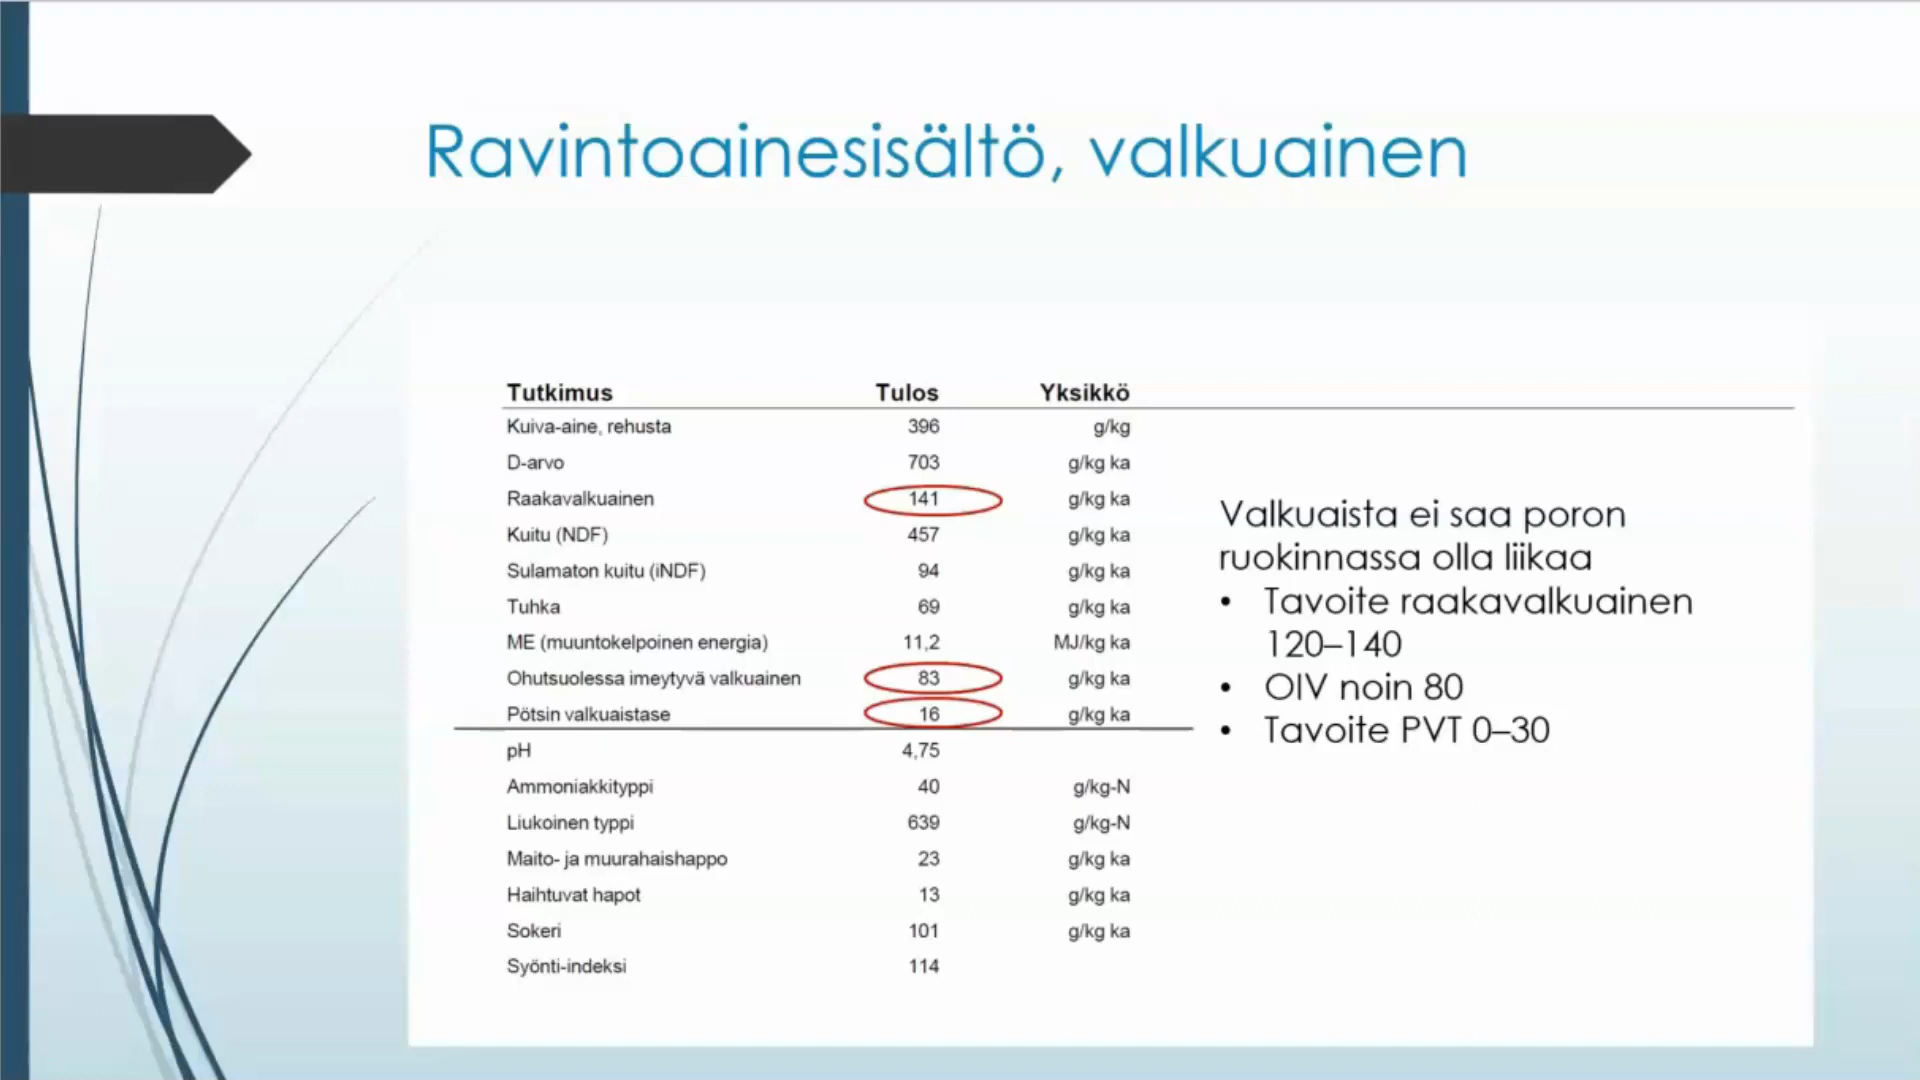 Ravintoainesisältö, valkuainen
Tutkimus Tulos Yksikkö
Kuiva-aine, rehusta 396 g/kg
D-arvo 703 g/kg ka
Raakavalkuainen 141 g/kg ka
Kuitu (NDF) 457 g/kg ka
Sulamaton kuitu (iNDF) 94 g/kg ka
Tuhka 69 g/kg ka
ME (muuntokelpoinen energia) 11,2 MJ/kg ka
Ohutsuolessa imeytyvä valkuainen 83 g/kg ka
Pötsin valkuaistase 16 g/kg ka
pH 4,75
Ammoniakkityppi 40 g/kg-N
Liukoinen typpi 639 g/kg-N
Maito- ja muurahaishappo 23 g/kg ka
Haihtuvat hapot 13 g/kg ka
Sokeri 101 g/kg ka
Syönti-indeksi 114
Valkuaista ei saa poron
ruokinnassa olla liikaa
• Tavoite raakavalkuainen
120–140
• OIV noin 80
• Tavoite PVT 0–30